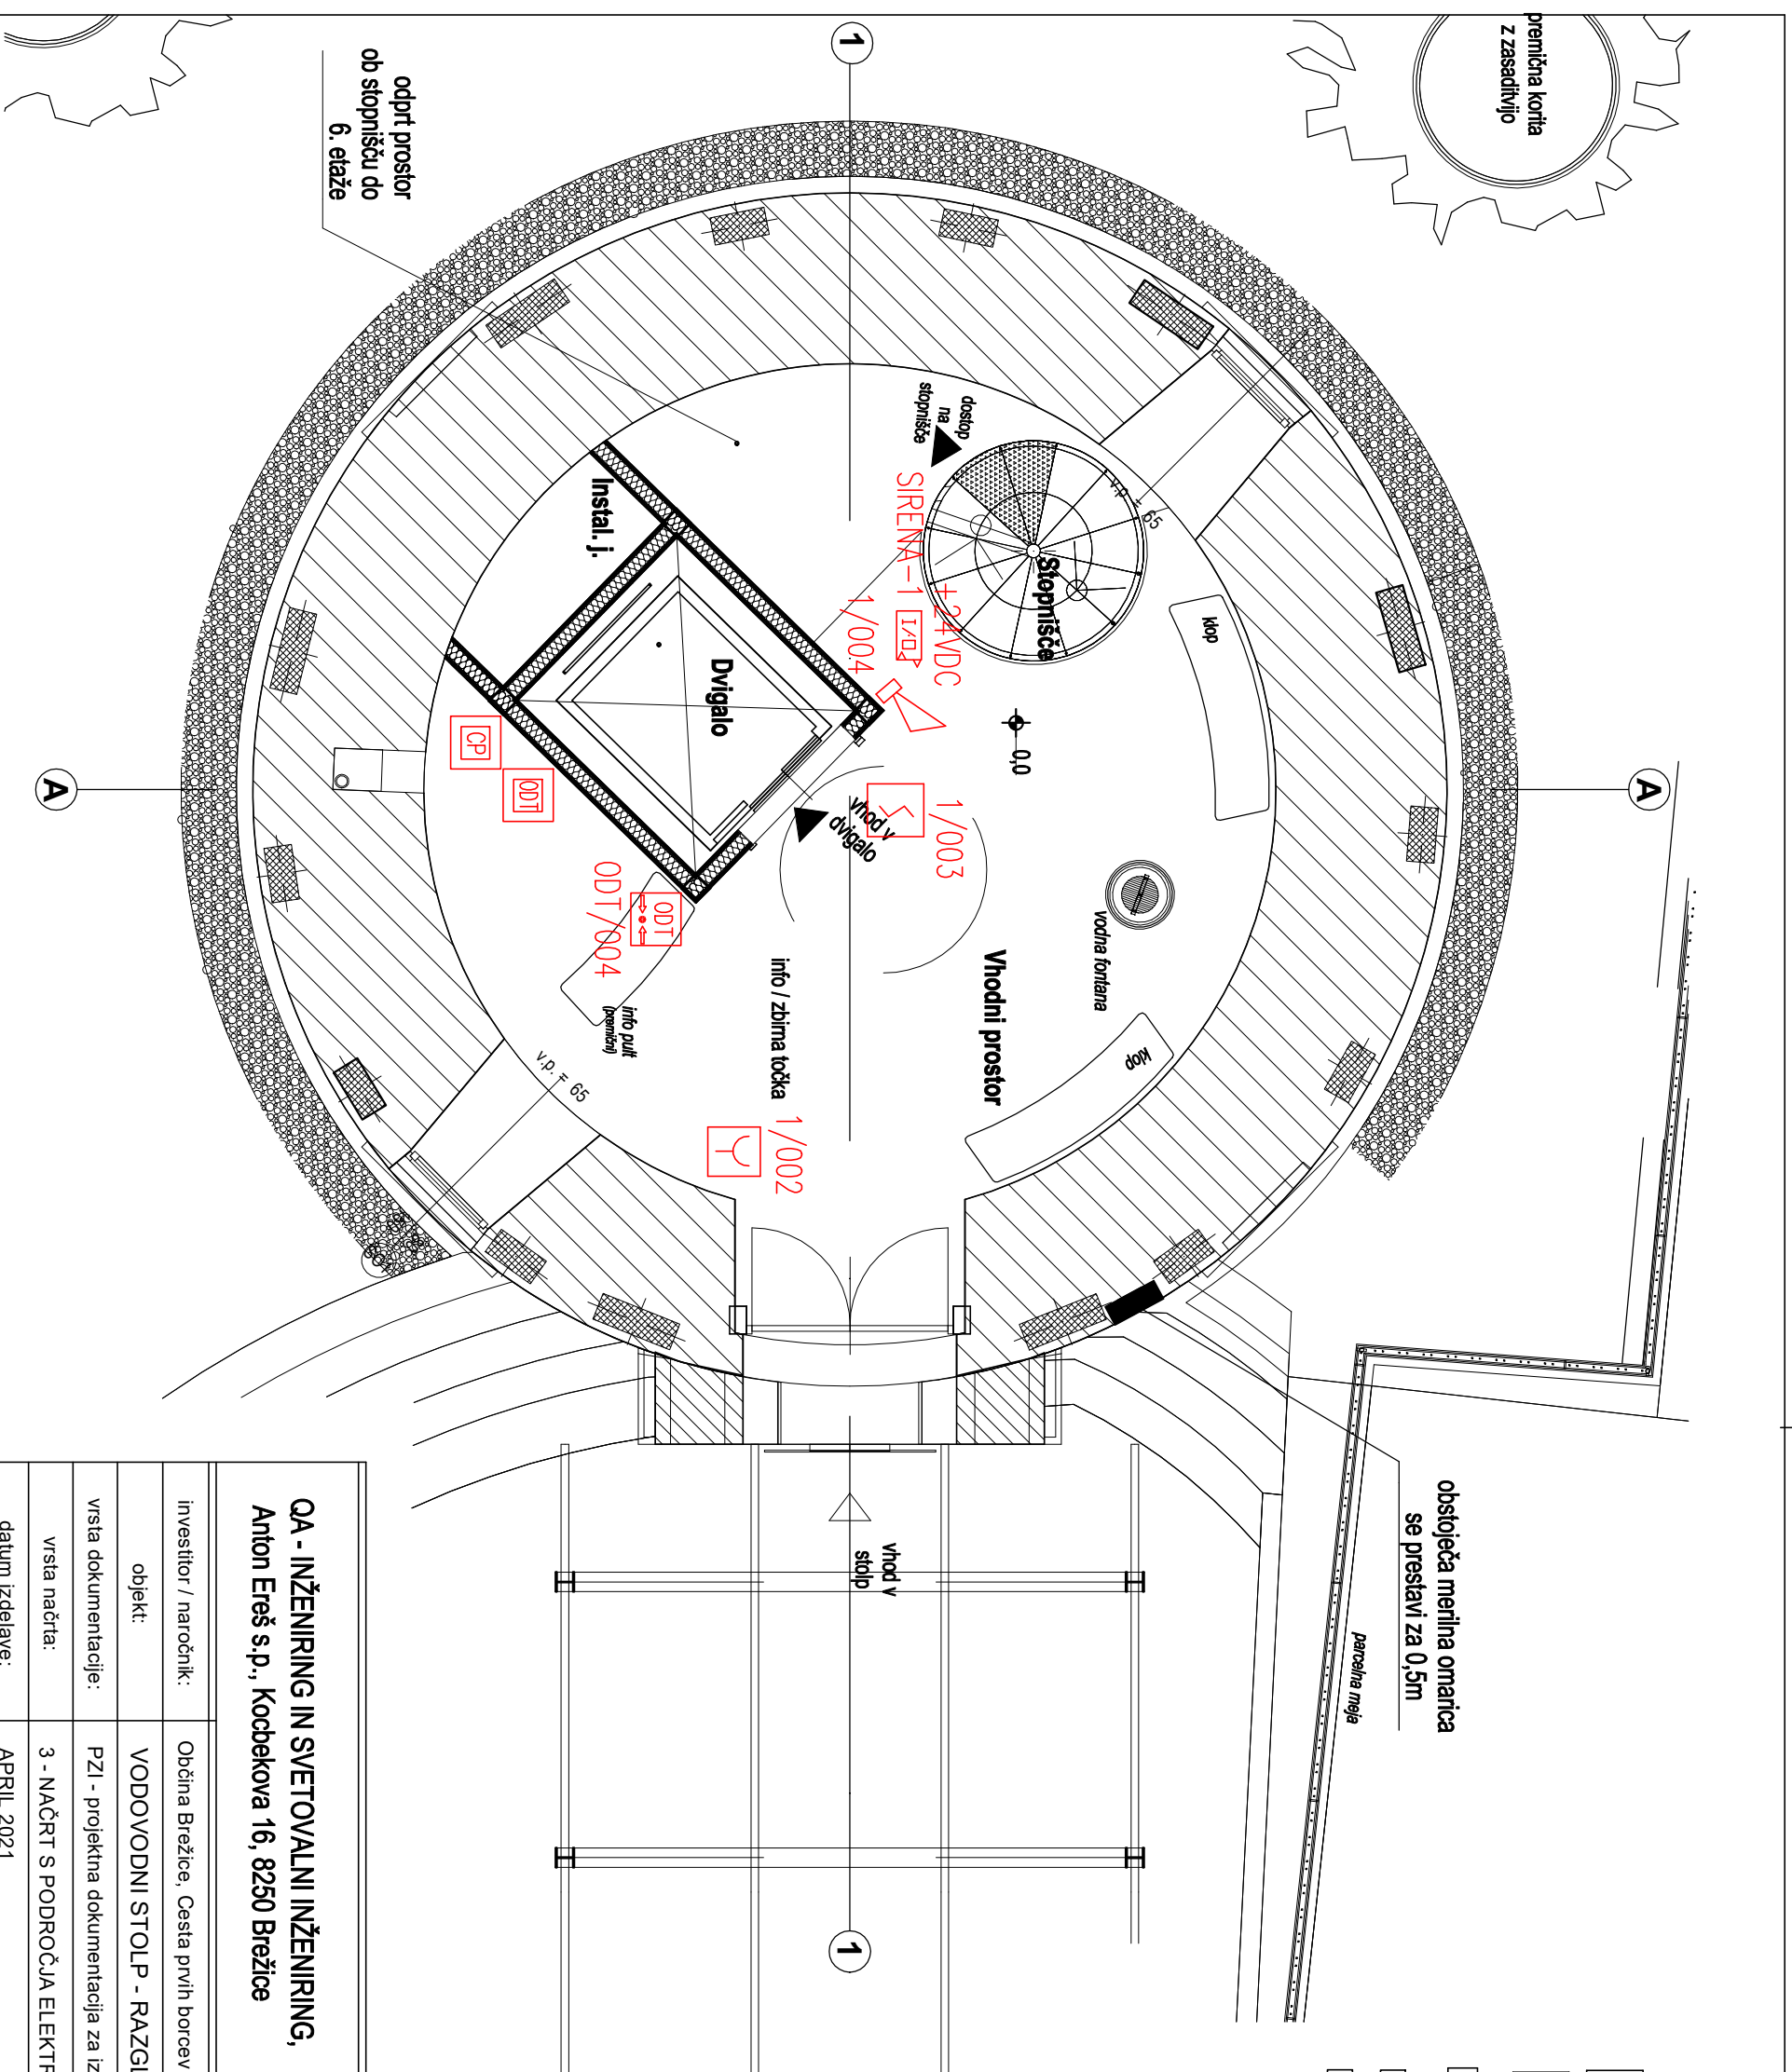 premična korita
z zasaditvijo
odprt prostor
ob stopnišču do
6. etaže
1
A
A
1
dostop
na
stopnišče
Instal. j.
Dvigalo
Stopnišče
v.p. = 65
klop
SIRENA-1
±24VDC
I/O
1/004
0,0
vhod v
dvigalo
1/003
CP
ODT
ODT
ODT/004
vodna fontana
Vhodni prostor
info / zbirna točka
info pult
(premični)
v.p. = 65
klop
1/002
vhod v
stolp
obstoječa merilna omarica
se prestavi za 0,5m
parcelna meja
QA - INŽENIRING IN SVETOVALNI INŽENIRING,
Anton Ereš s.p., Kocbekova 16, 8250 Brežice
investitor / naročnik: Občina Brežice, Cesta prvih borcev
objekt: VODOVODNI STOLP - RAZGL
vrsta dokumentacije: PZI - projektna dokumentacija za iz
vrsta načrta: 3 - NAČRT S PODROČJA ELEKTR
datum izdelave: APRIL 2021